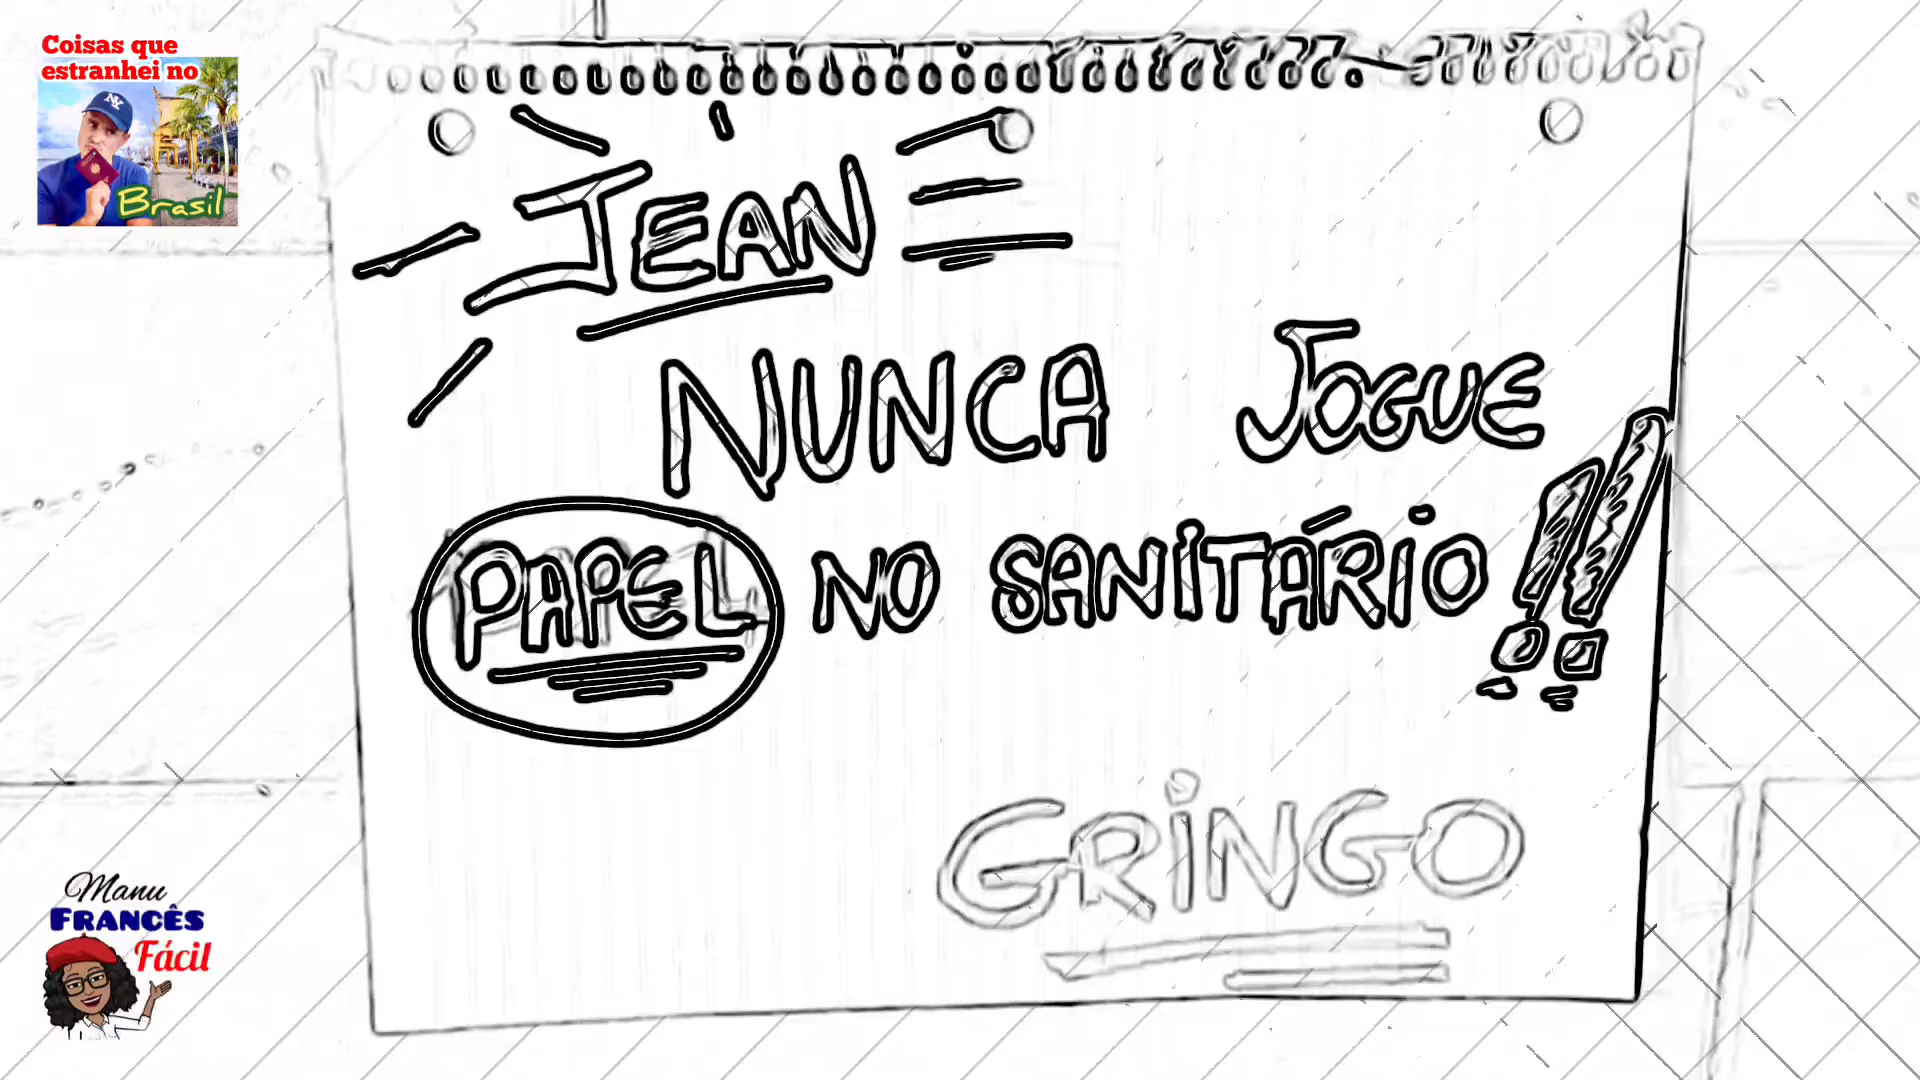 Coisas que
estranhei no
Brasil
JEAN
NUNCA JOGUE
PAPEL NO SANITÁRIO !!
GRINGO
Manu
FRANCÊS
Fácil